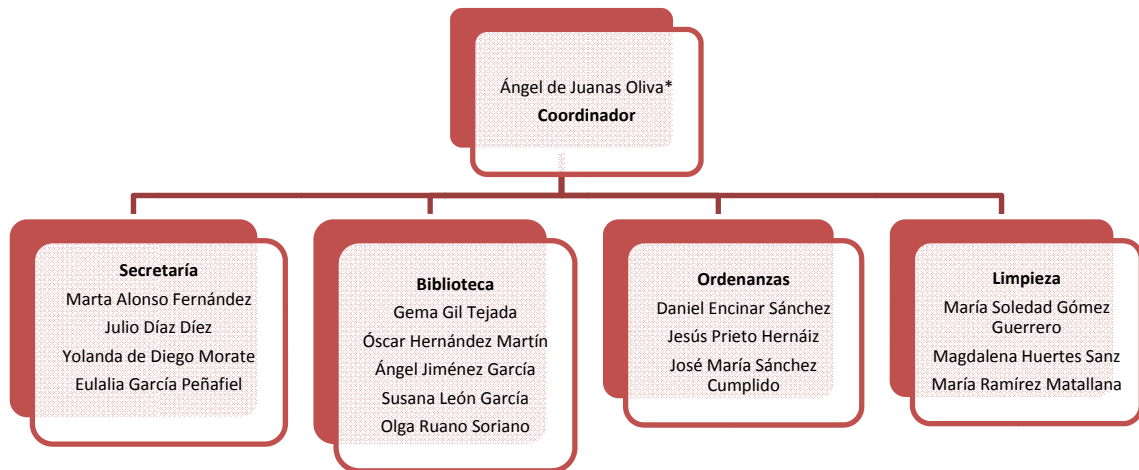 Ángel de Juanas Oliva*
Coordinador
Secretaría
Marta Alonso Fernández
Julio Díaz Díez
Yolanda de Diego Morate
Eulalia García Peñafiel
Biblioteca
Gema Gil Tejada
Óscar Hernández Martín
Ángel Jiménez García
Susana León García
Olga Ruano Soriano
Ordenanzas
Daniel Encinar Sánchez
Jesús Prieto Hernáiz
José María Sánchez
Cumplido
Limpieza
María Soledad Gómez
Guerrero
Magdalena Huertes Sanz
María Ramírez Matallana